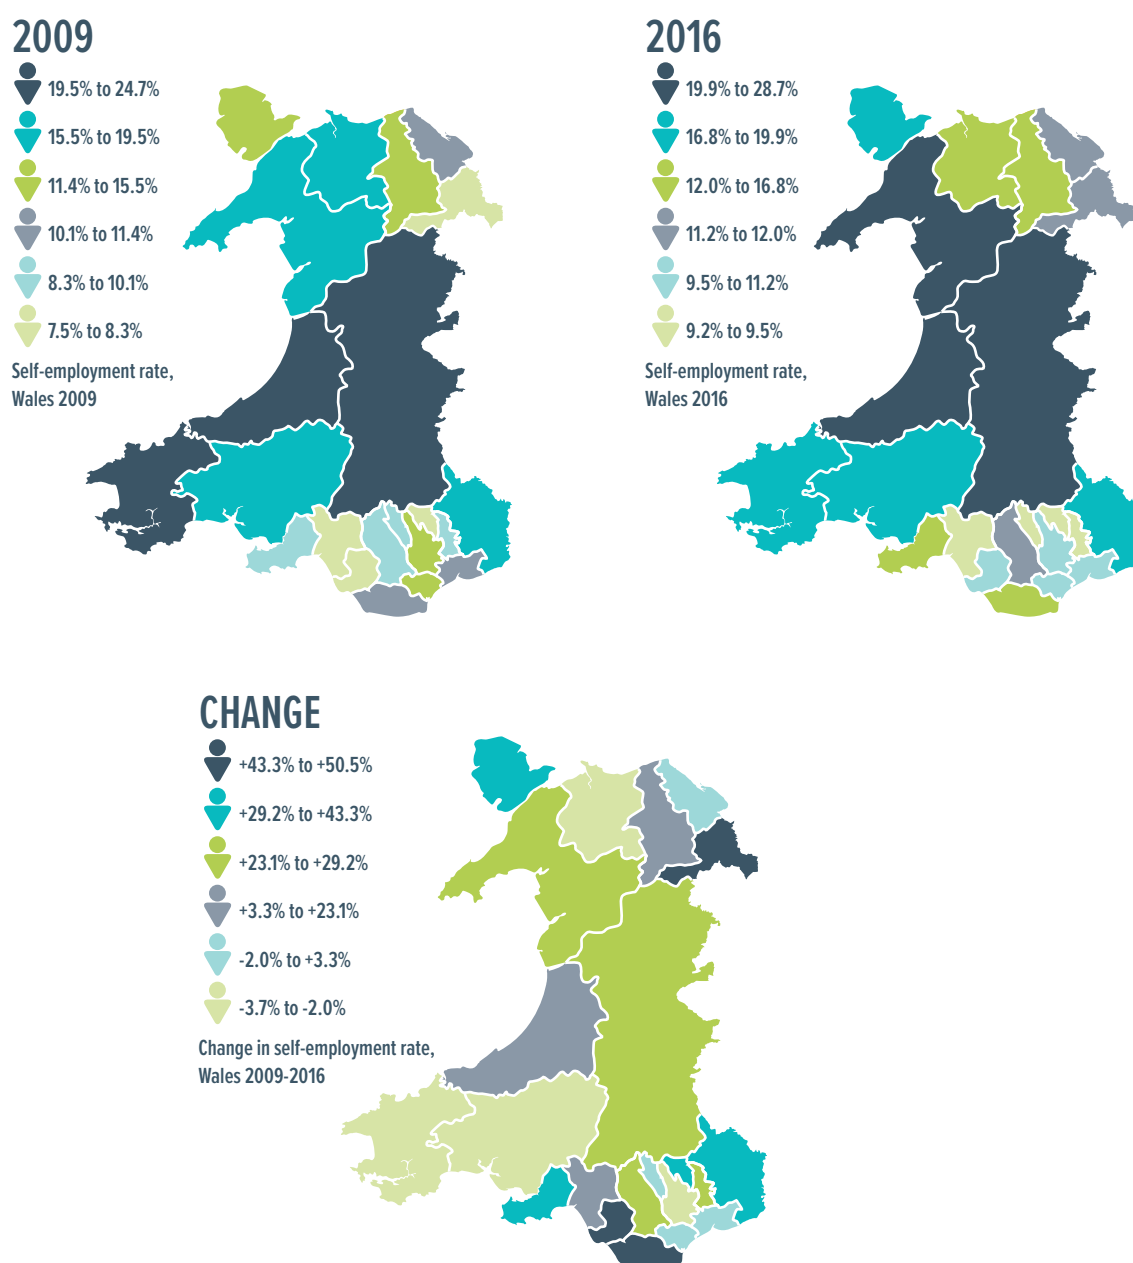 2009
19.5% to 24.7%
15.5% to 19.5%
11.4% to 15.5%
10.1% to 11.4%
8.3% to 10.1%
7.5% to 8.3%
Self-employment rate,
Wales 2009
2016
19.9% to 28.7%
16.8% to 19.9%
12.0% to 16.8%
11.2% to 12.0%
9.5% to 11.2%
9.2% to 9.5%
Self-employment rate,
Wales 2016
CHANGE
+43.3% to +50.5%
+29.2% to +43.3%
+23.1% to +29.2%
+3.3% to +23.1%
-2.0% to +3.3%
-3.7% to -2.0%
Change in self-employment rate,
Wales 2009-2016